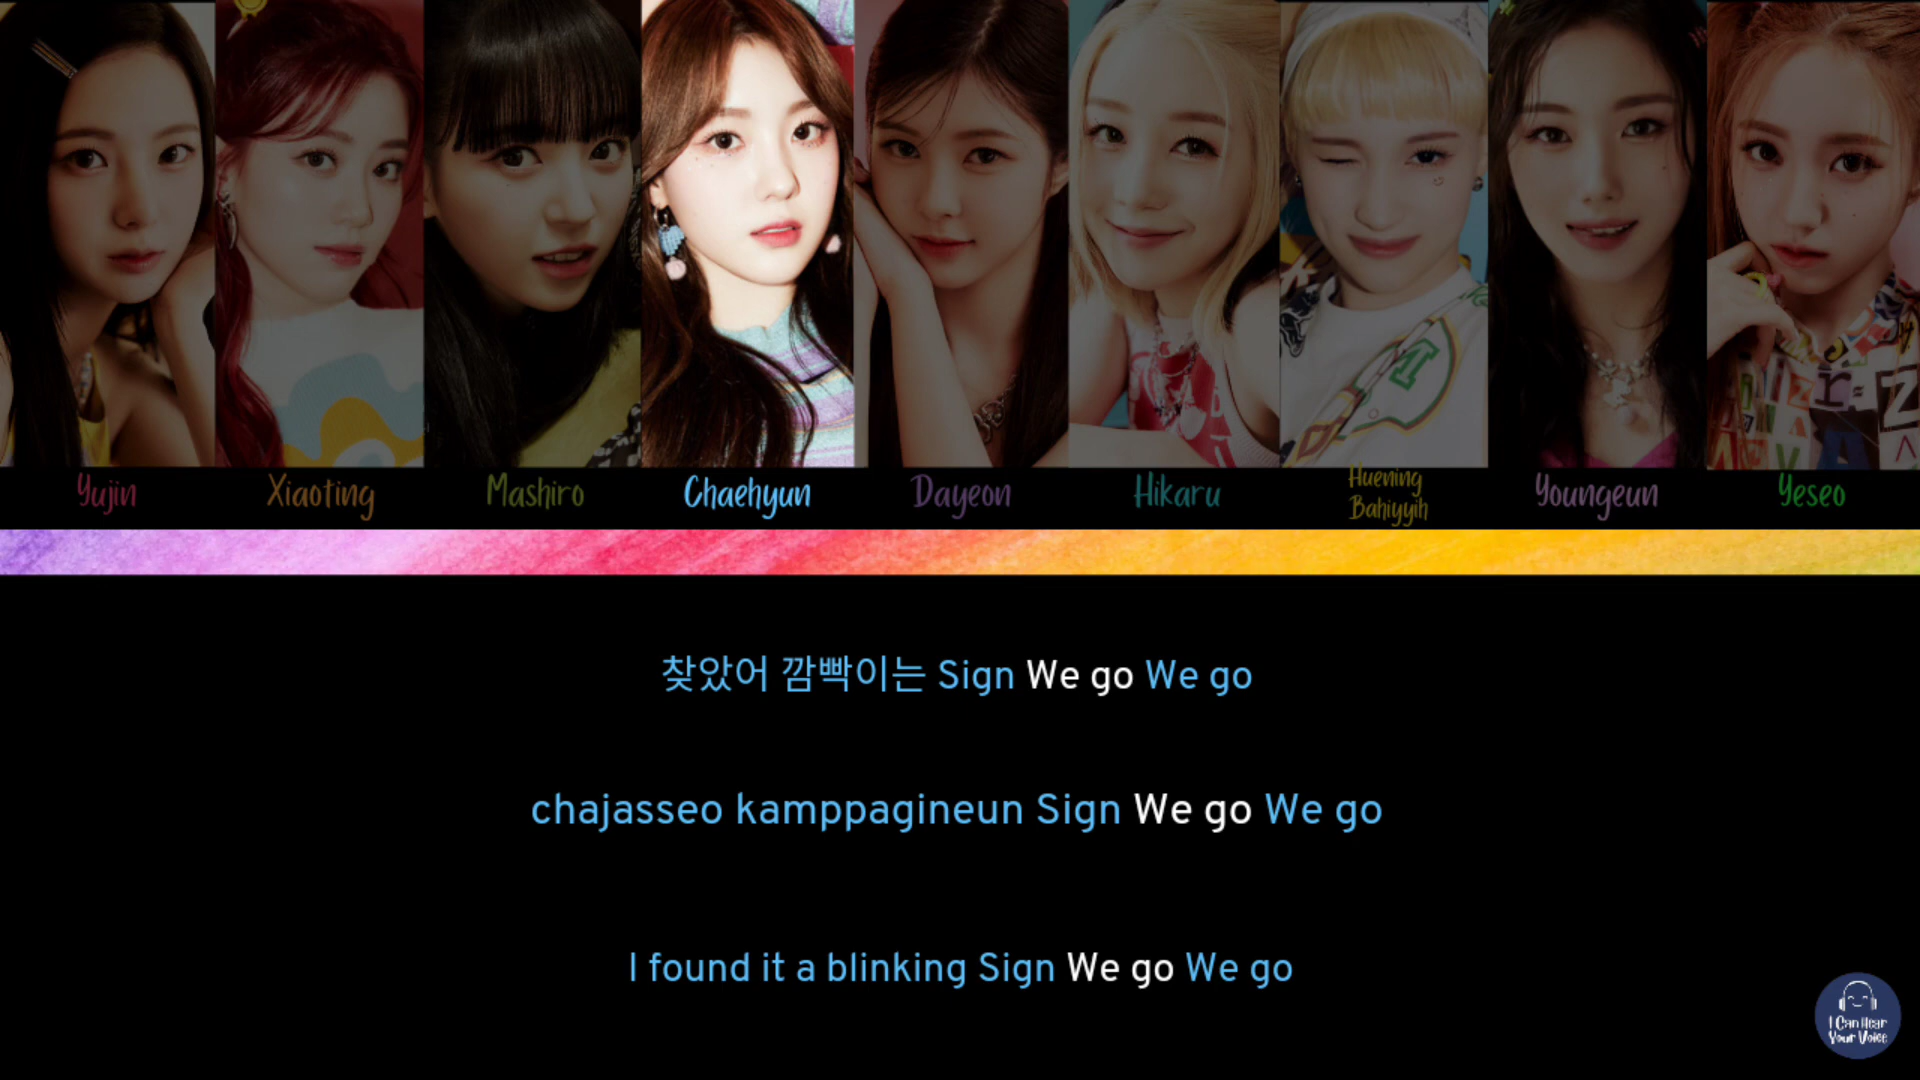 Yujin
Xiaoting
Mashiro
Chaehyun
Dayeon
Hikaru
Huening
Bahiyyih
Youngeun
Yeseo
찾았어 깜빡이는 Sign We go We go
chajasseo kamppagineun Sign We go We go
I found it a blinking Sign We go We go
I Can Hear
Your Voice